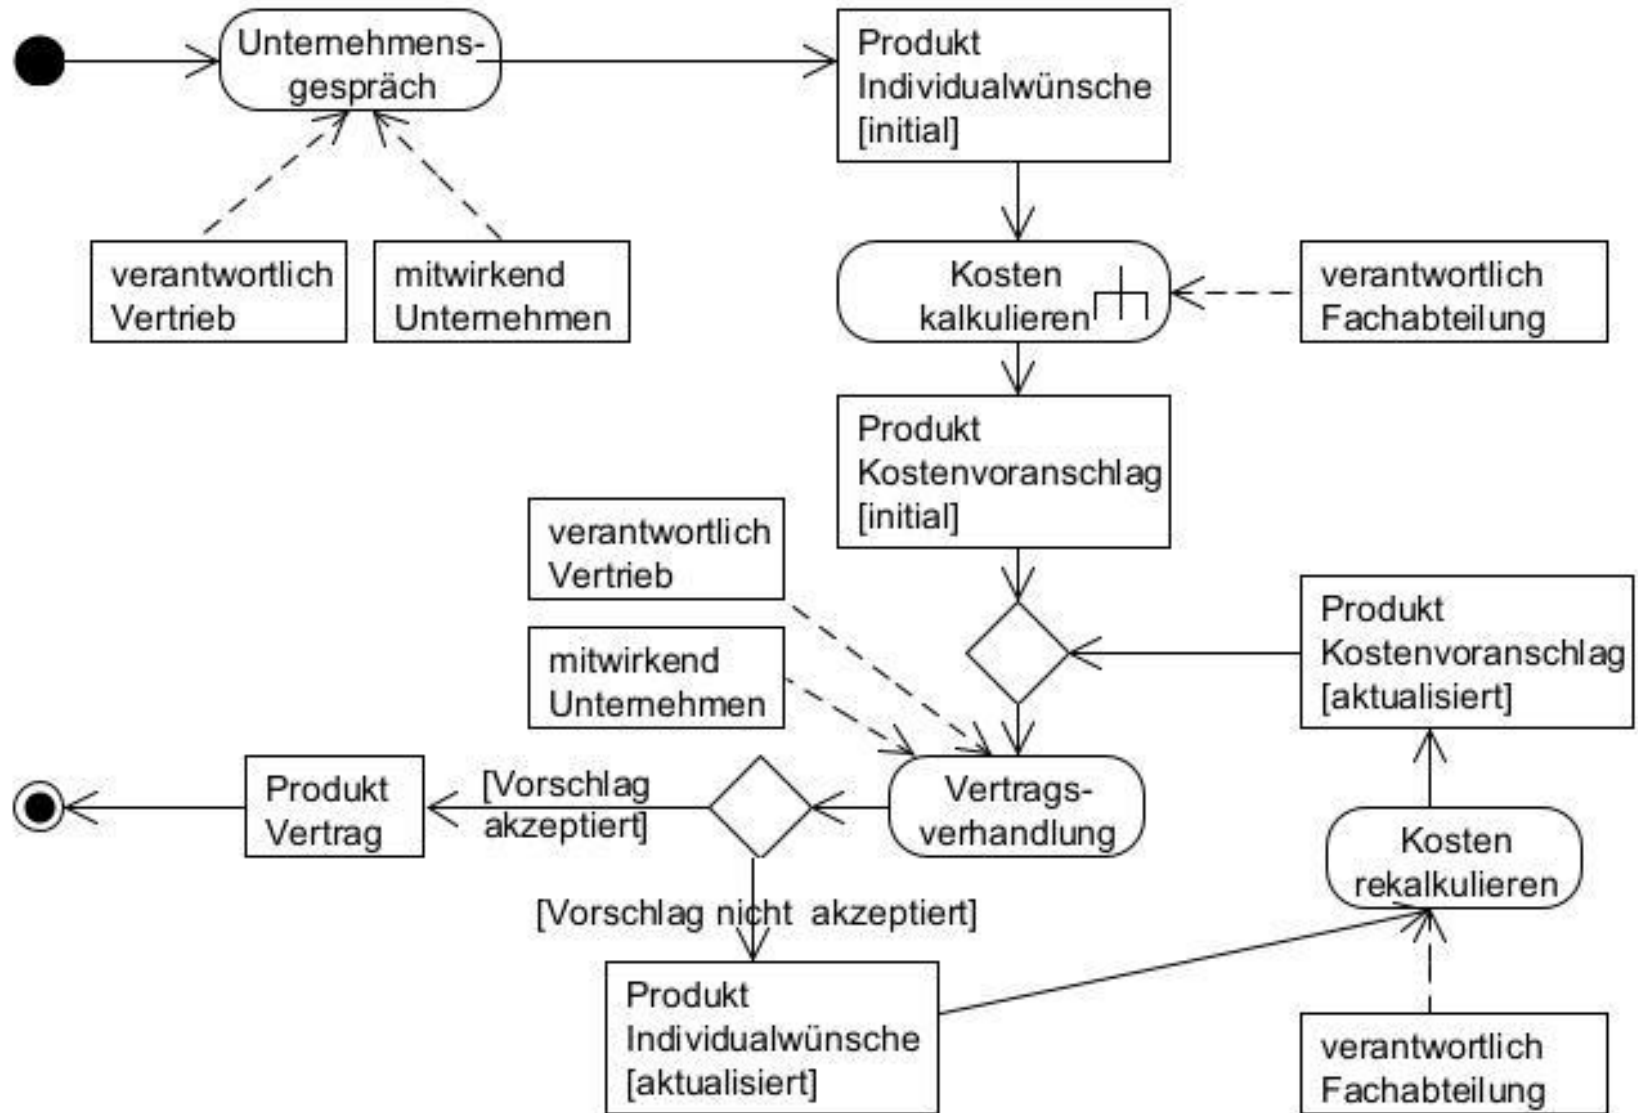 Unternehmens-
gespräch
Produkt
Individualwünsche
[initial]
verantwortlich
Vertrieb
mitwirkend
Unternehmen
Kosten
kalkulieren
verantwortlich
Fachabteilung
Produkt
Kostenvoranschlag
[initial]
verantwortlich
Vertrieb
mitwirkend
Unternehmen
Produkt
Kostenvoranschlag
[aktualisiert]
Produkt
Vertrag
[Vorschlag
akzeptiert]
Vertrags-
verhandlung
Kosten
rekalkulieren
[Vorschlag nicht  akzeptiert]
Produkt
Individualwünsche
[aktualisiert]
verantwortlich
Fachabteilung